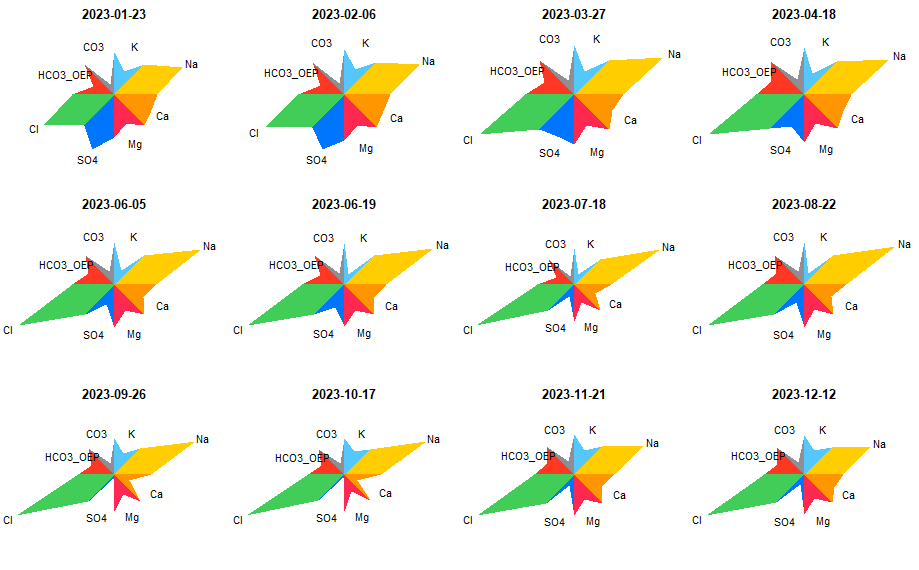 2023-01-23 2023-02-06 2023-03-27 2023-04-18
CO3 K Na HCO3_OEP Ca Cl Mg SO4
CO3 K Na HCO3_OEP Ca Cl Mg SO4
CO3 K Na HCO3_OEP Ca Cl Mg SO4
CO3 K Na HCO3_OEP Ca Cl Mg SO4
2023-06-05 2023-06-19 2023-07-18 2023-08-22
CO3 K Na HCO3_OEP Ca Cl Mg SO4
CO3 K Na HCO3_OEP Ca Cl Mg SO4
CO3 K Na HCO3_OEP Ca Cl Mg SO4
CO3 K Na HCO3_OEP Ca Cl Mg SO4
2023-09-26 2023-10-17 2023-11-21 2023-12-12
CO3 K Na HCO3_OEP Ca Cl Mg SO4
CO3 K Na HCO3_OEP Ca Cl Mg SO4
CO3 K Na HCO3_OEP Ca Cl Mg SO4
CO3 K Na HCO3_OEP Ca Cl Mg SO4